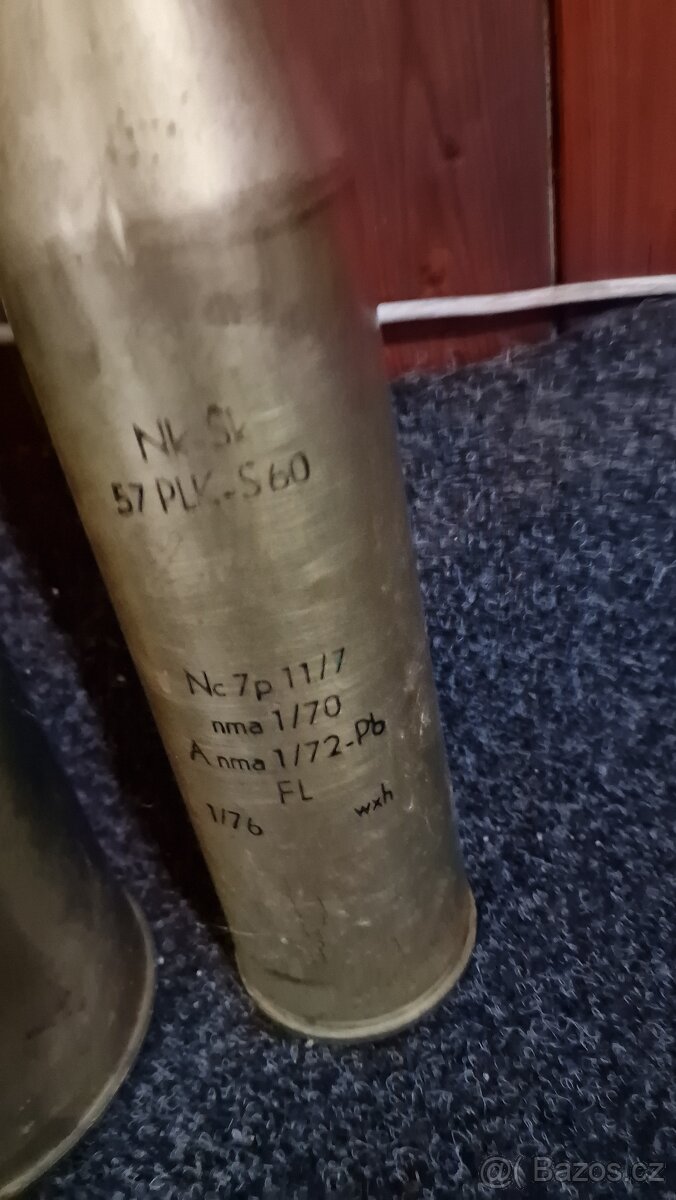 Nk Sk
57 PLK.-S60
Nc 7p 11/7
nma 1/70
A nma 1/72-Pb
FL
1/76 wxh
@( Bazos.cz